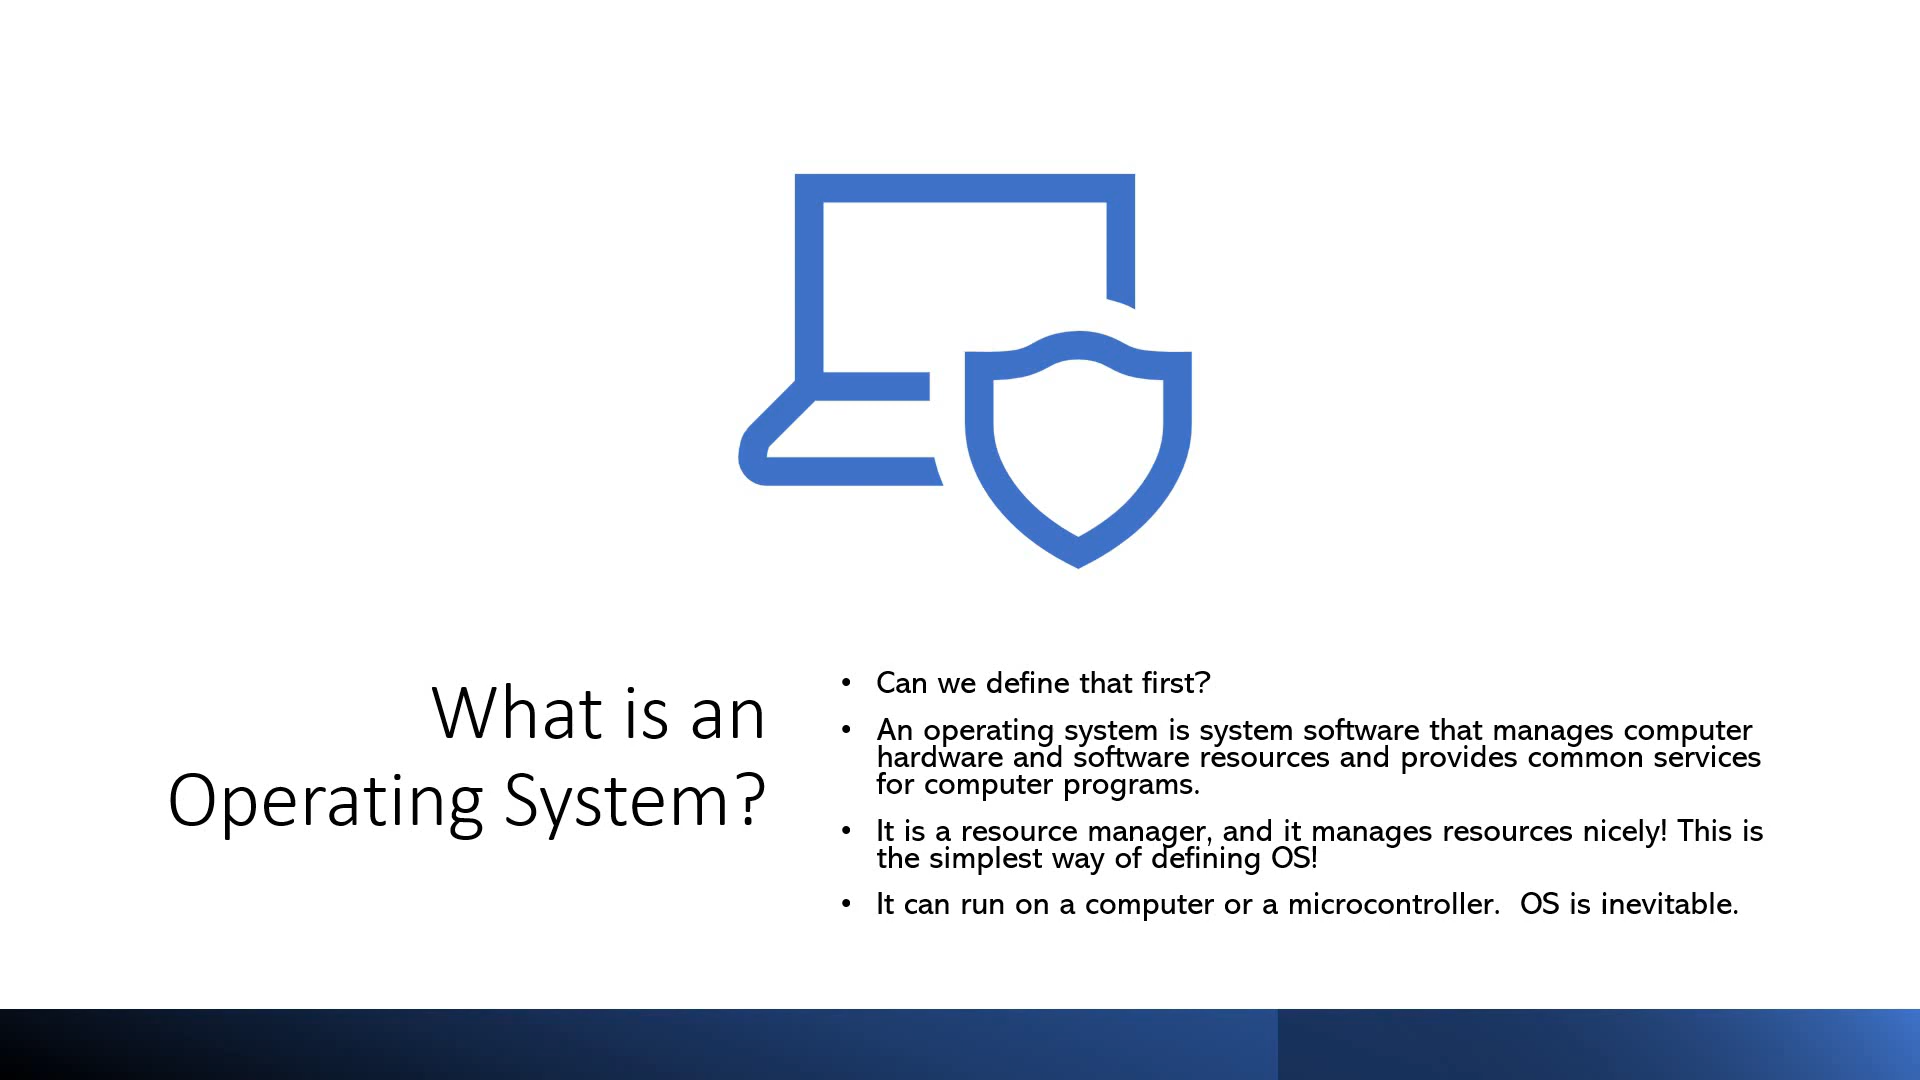 What is an
Operating System?
• Can we define that first?
• An operating system is system software that manages computer
hardware and software resources and provides common services
for computer programs.
• It is a resource manager, and it manages resources nicely! This is
the simplest way of defining OS!
• It can run on a computer or a microcontroller.  OS is inevitable.